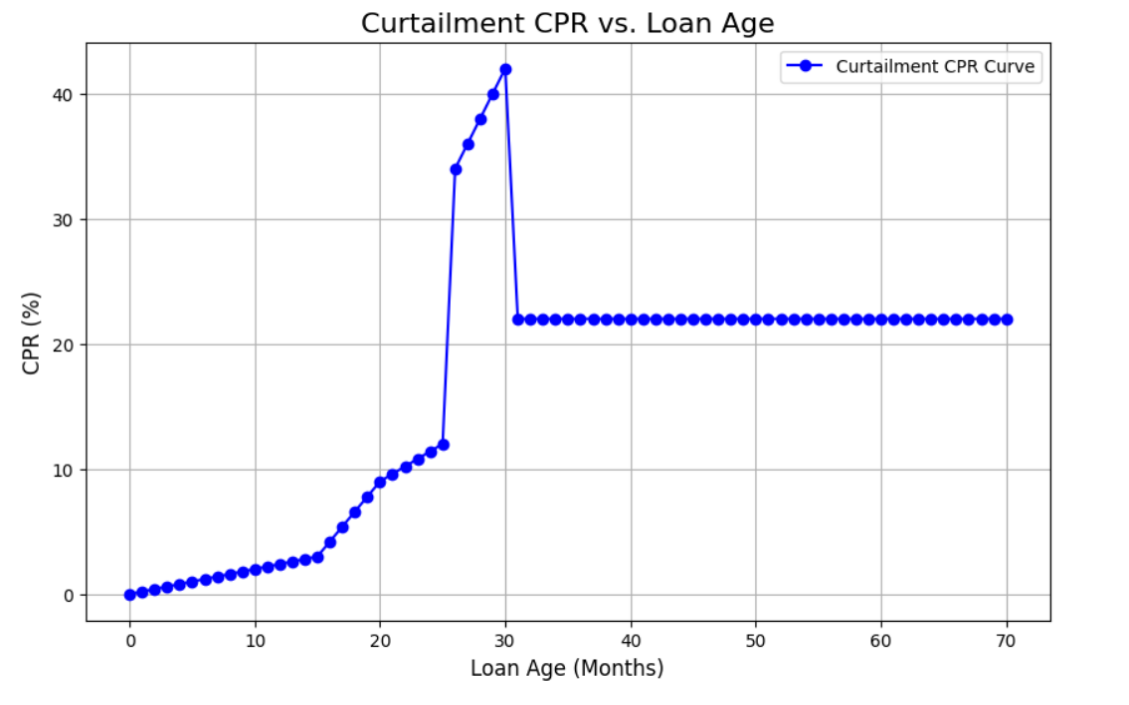 Curtailment CPR vs. Loan Age
Curtailment CPR Curve
CPR (%)
40
30
20
10
0
0 10 20 30 40 50 60 70
Loan Age (Months)